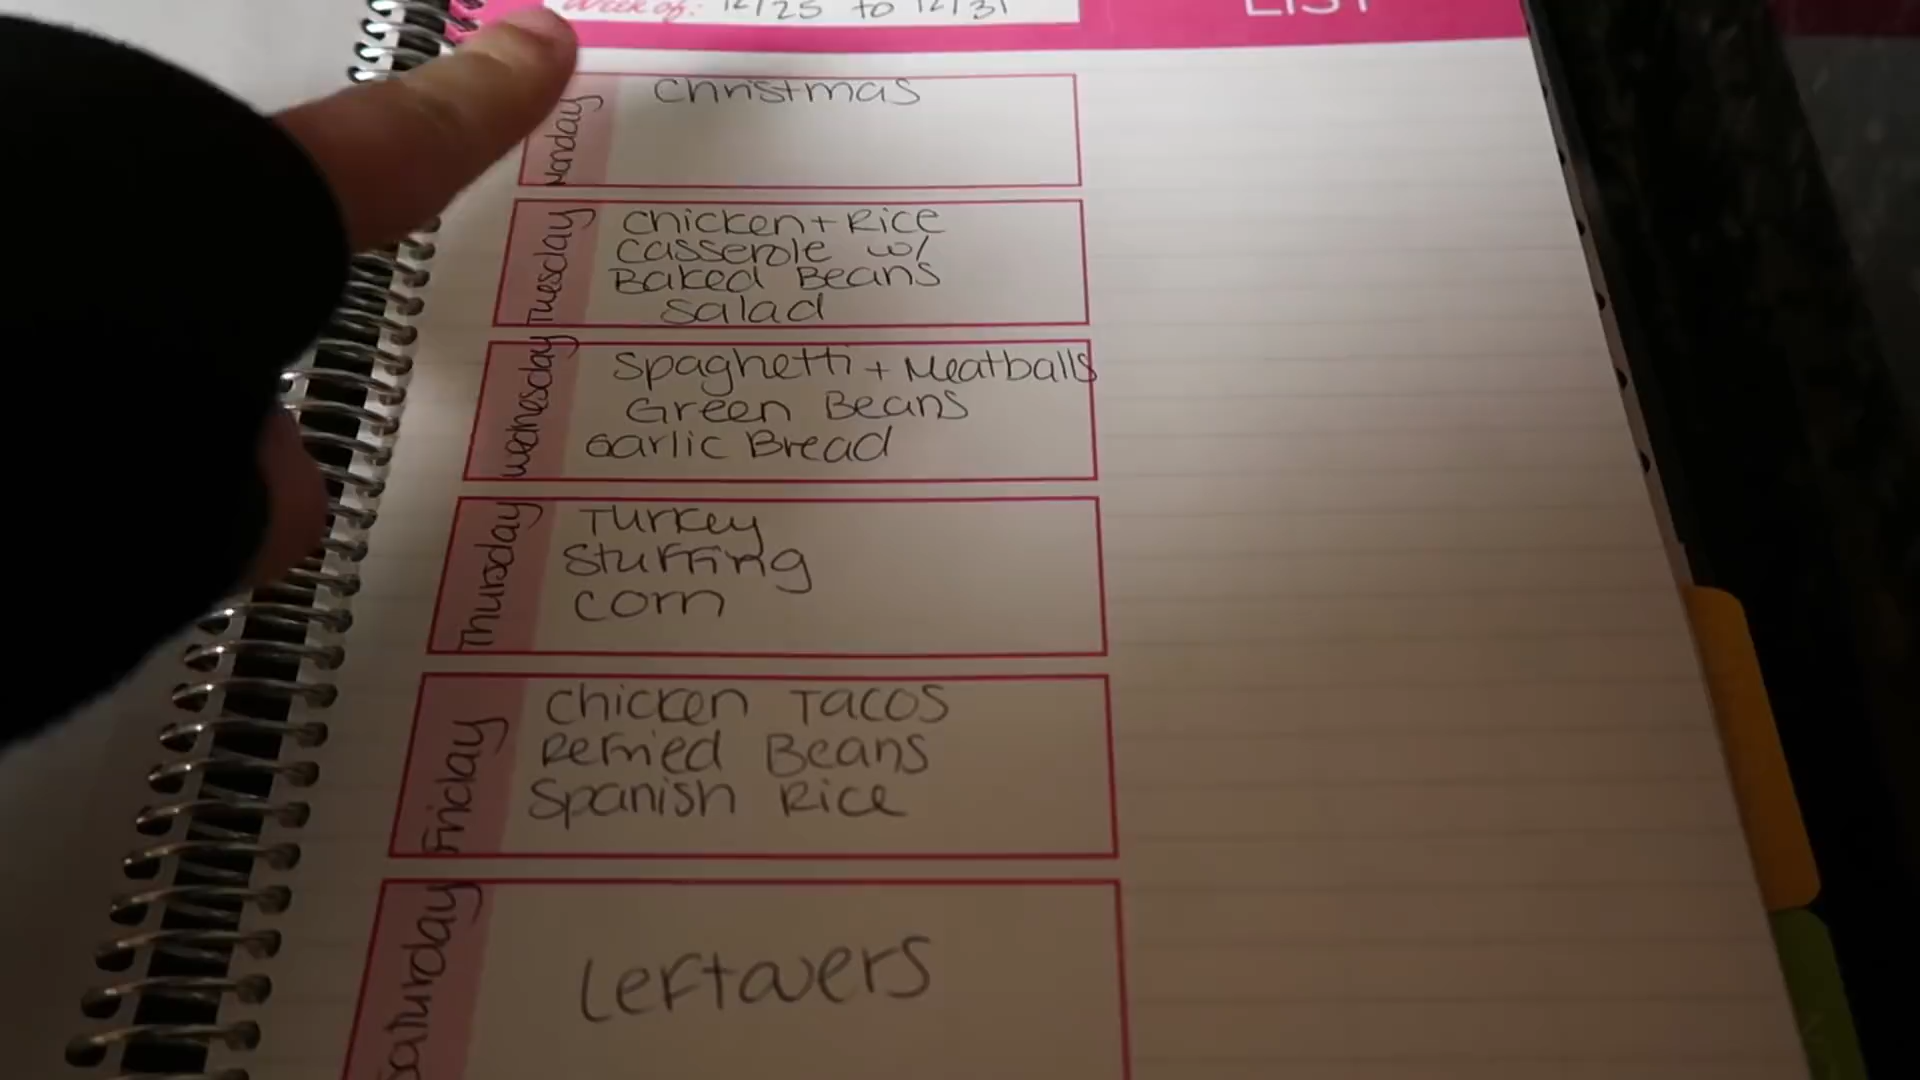 Week of: 12/25 to 12/31
LIST
Monday
Christmas
Tuesday
Chicken + Rice
Casserole w/
Baked Beans
Salad
Wednesday
Spaghetti + Meatballs
Green Beans
Garlic Bread
Thursday
Turkey
Stuffing
Corn
Friday
Chicken Tacos
Refried Beans
Spanish Rice
Saturday
Leftovers